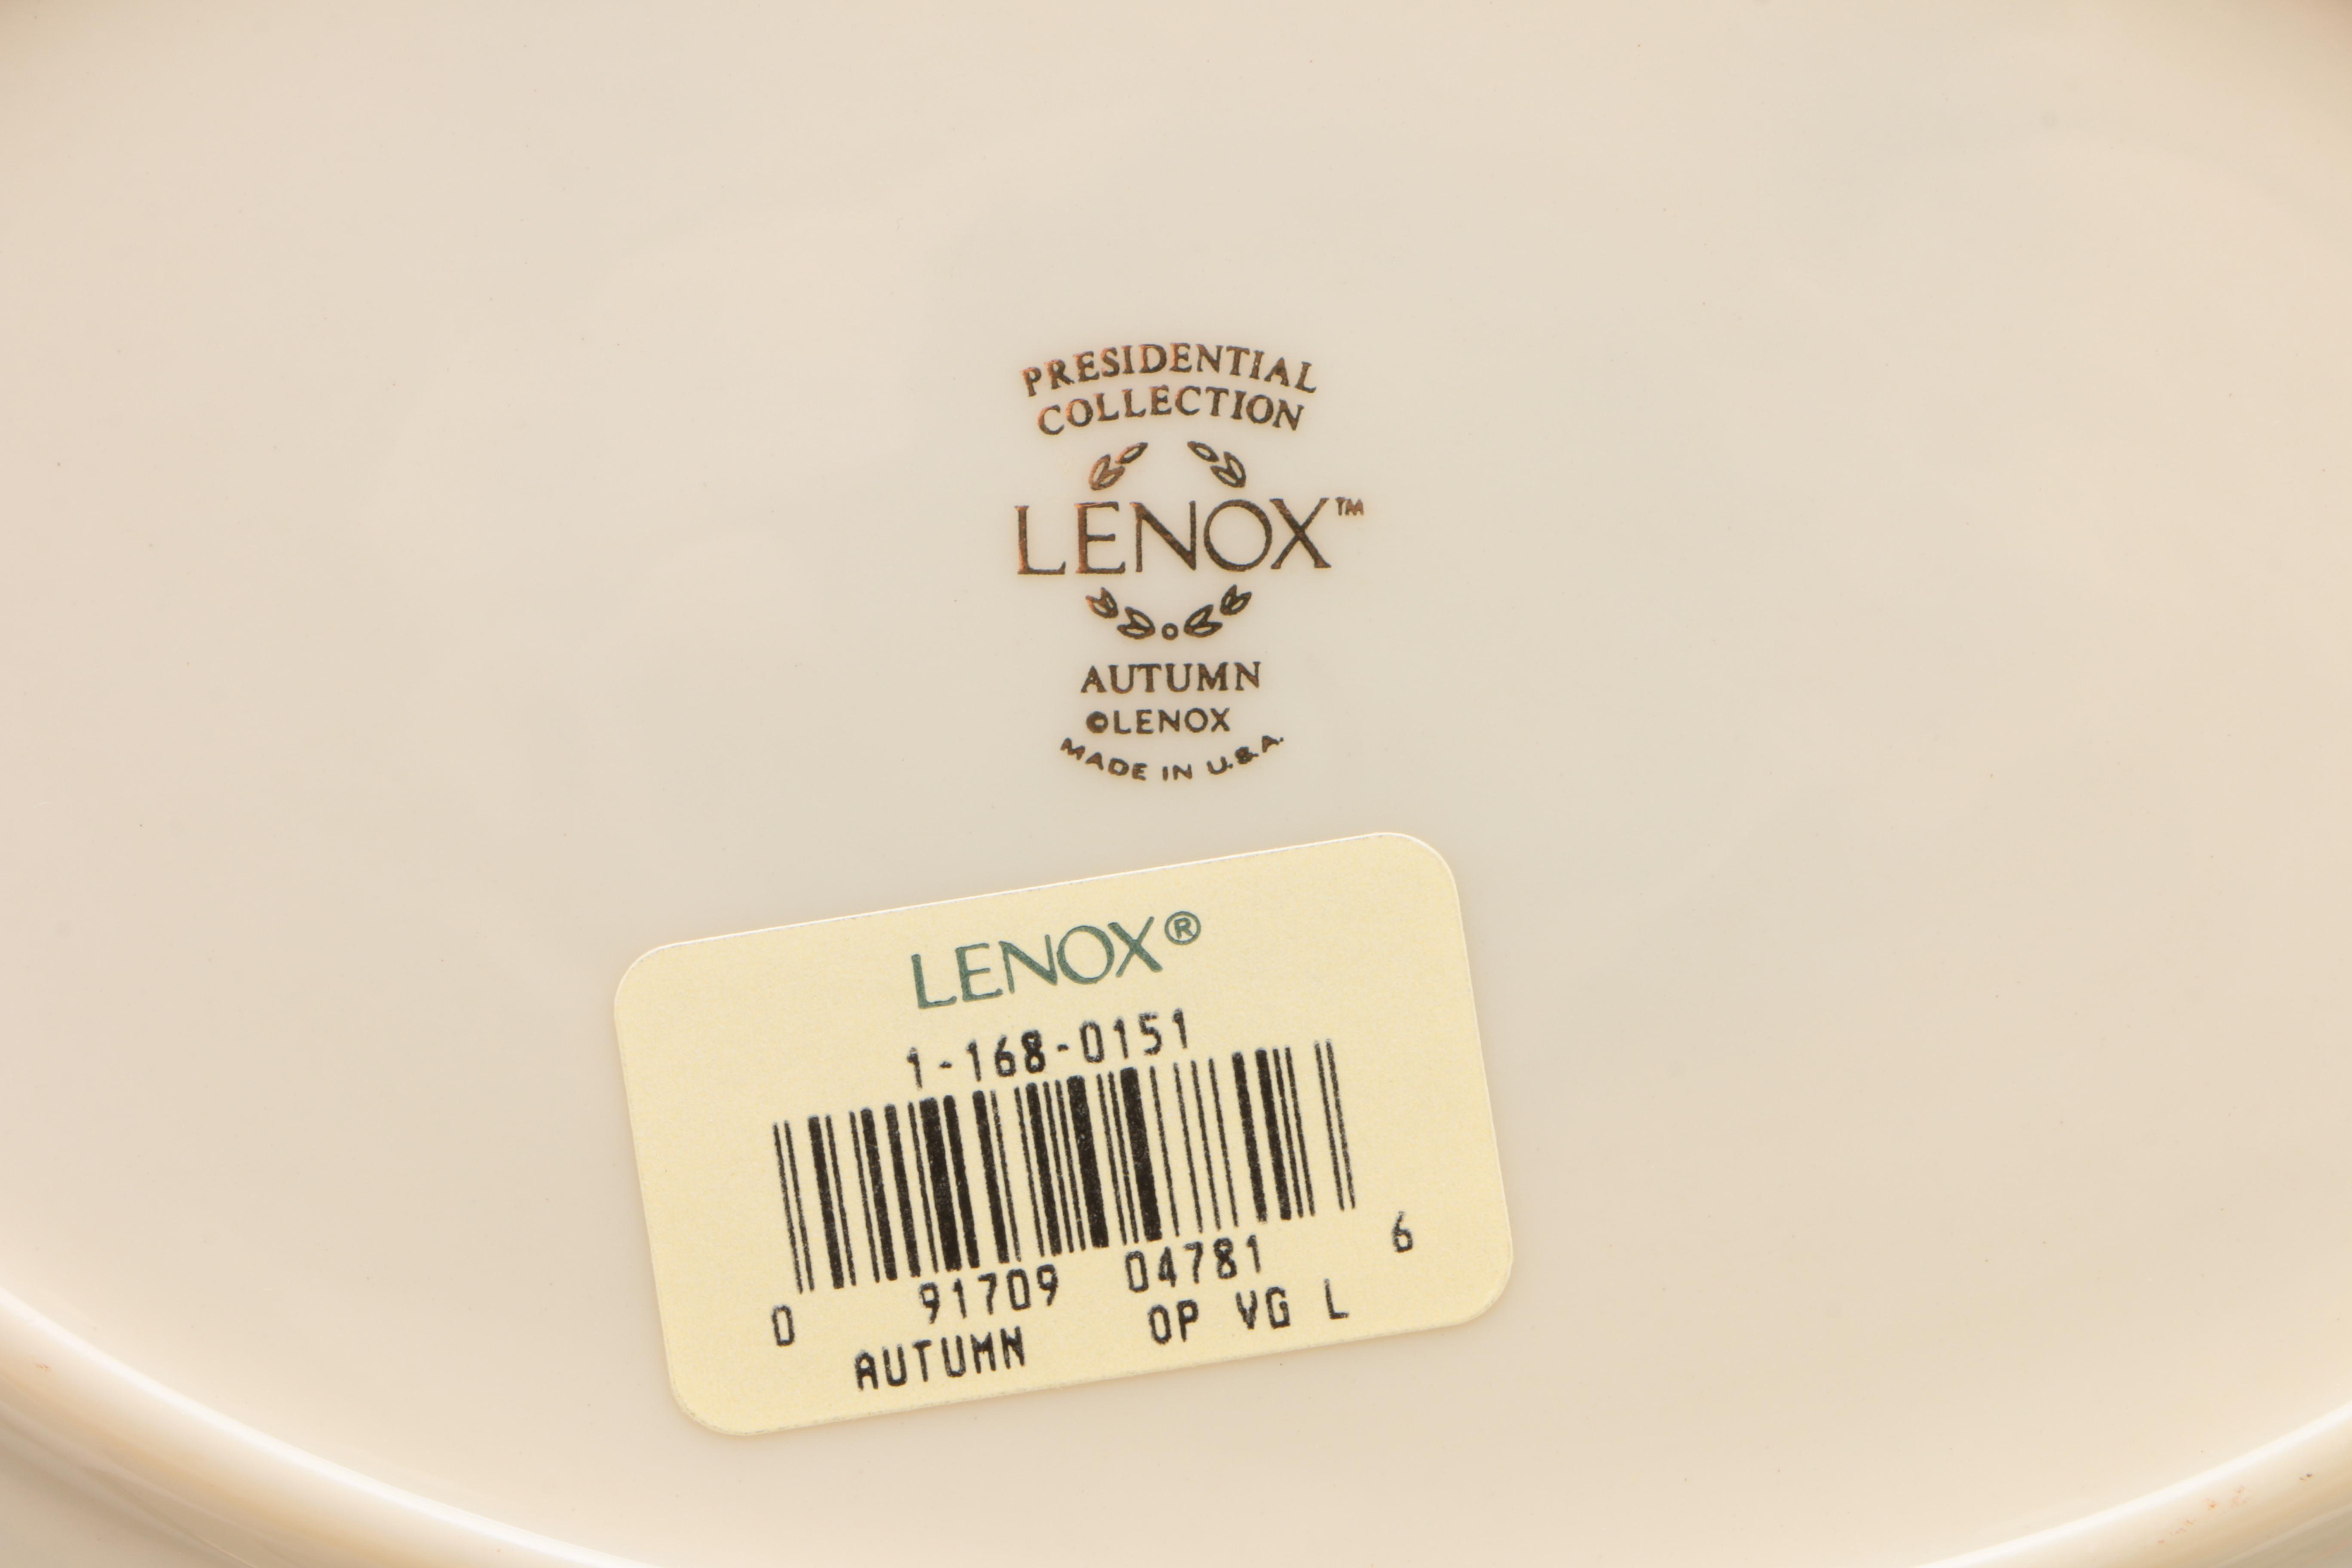 PRESIDENTIAL
COLLECTION
LENOX™
AUTUMN
©LENOX
MADE IN U.S.A.
LENOX®
1-168-0151
0 91709 04781 6
AUTUMN OP VG L